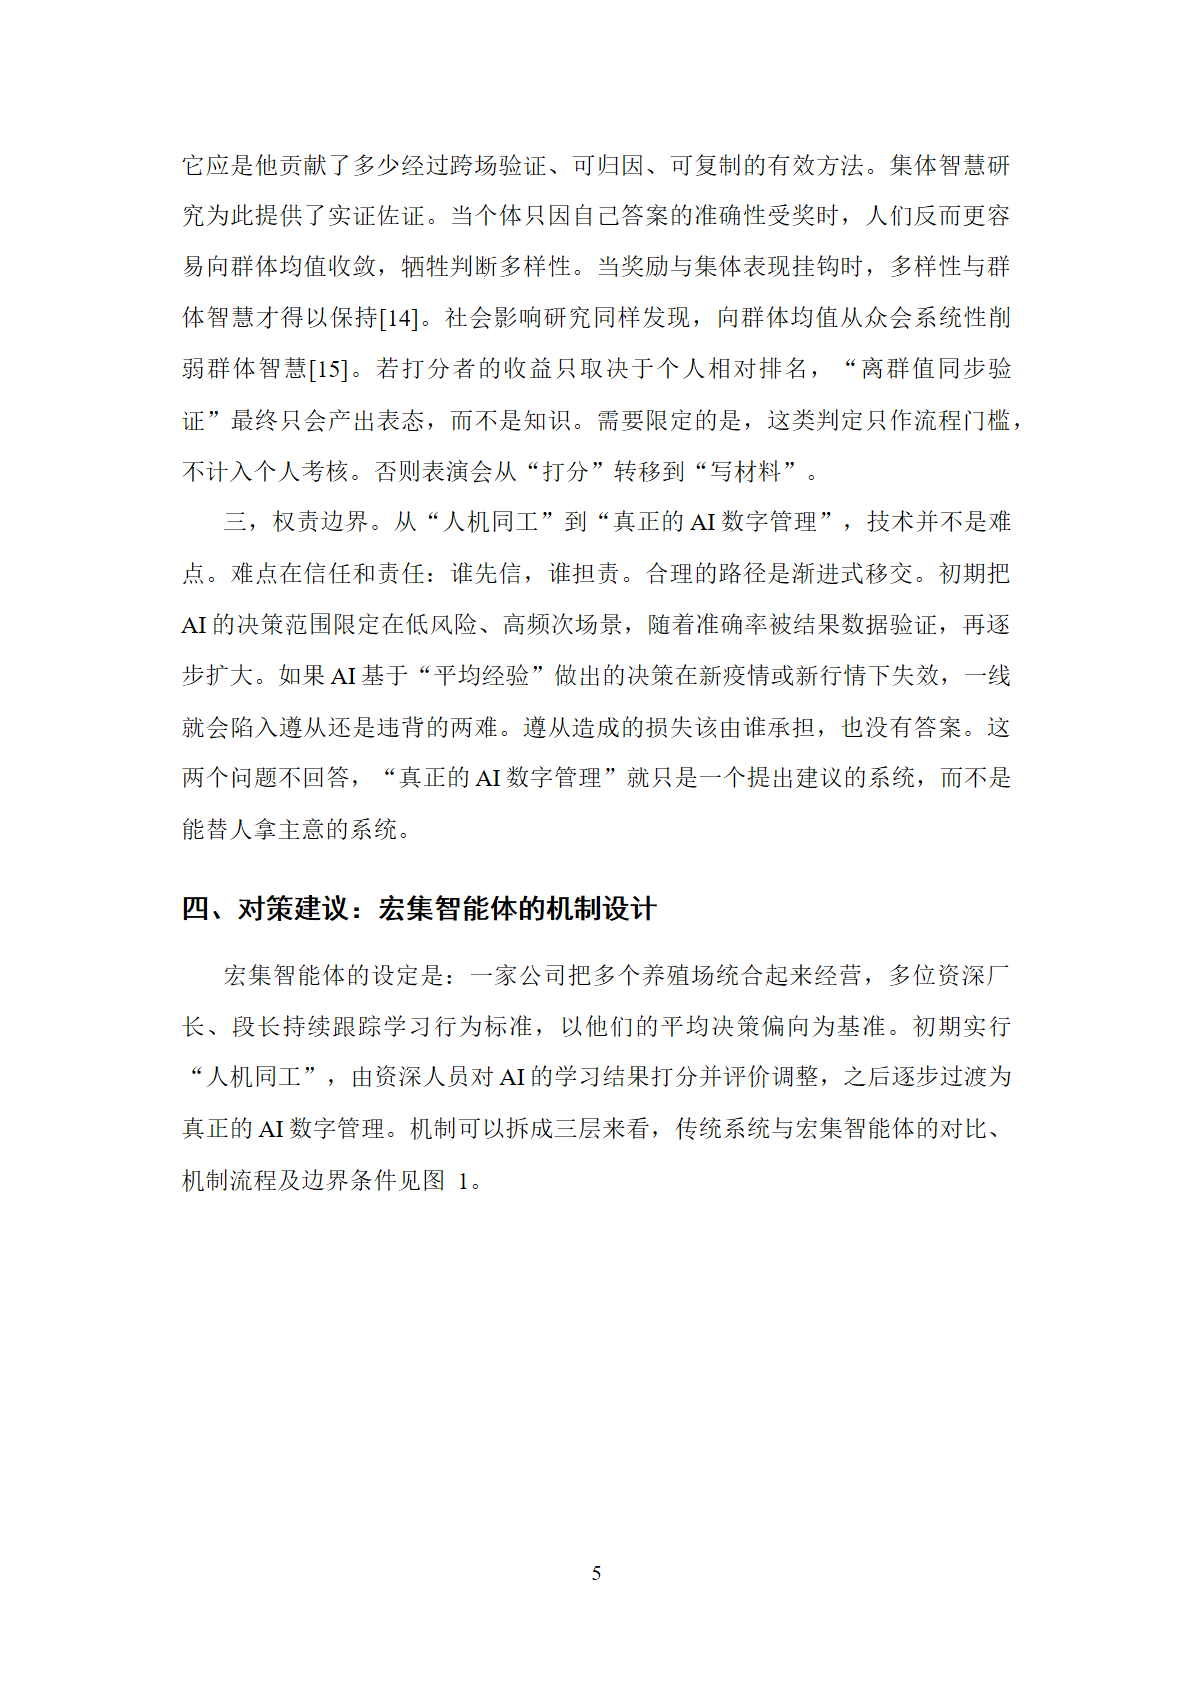 它应是他贡献了多少经过跨场验证、可归因、可复制的有效方法。集体智慧研
究为此提供了实证佐证。当个体只因自己答案的准确性受奖时，人们反而更容
易向群体均值收敛，牺牲判断多样性。当奖励与集体表现挂钩时，多样性与群
体智慧才得以保持[14]。社会影响研究同样发现，向群体均值从众会系统性削
弱群体智慧[15]。若打分者的收益只取决于个人相对排名，“离群值同步验
证”最终只会产出表态，而不是知识。需要限定的是，这类判定只作流程门槛，
不计入个人考核。否则表演会从“打分”转移到“写材料”。
三，权责边界。从“人机同工”到“真正的 AI 数字管理”，技术并不是难
点。难点在信任和责任：谁先信，谁担责。合理的路径是渐进式移交。初期把
AI 的决策范围限定在低风险、高频次场景，随着准确率被结果数据验证，再逐
步扩大。如果 AI 基于“平均经验”做出的决策在新疫情或新行情下失效，一线
就会陷入遵从还是违背的两难。遵从造成的损失该由谁承担，也没有答案。这
两个问题不回答，“真正的 AI 数字管理”就只是一个提出建议的系统，而不是
能替人拿主意的系统。
四、对策建议：宏集智能体的机制设计
宏集智能体的设定是：一家公司把多个养殖场统合起来经营，多位资深厂
长、段长持续跟踪学习行为标准，以他们的平均决策偏向为基准。初期实行
“人机同工”，由资深人员对 AI 的学习结果打分并评价调整，之后逐步过渡为
真正的 AI 数字管理。机制可以拆成三层来看，传统系统与宏集智能体的对比、
机制流程及边界条件见图 1。
5